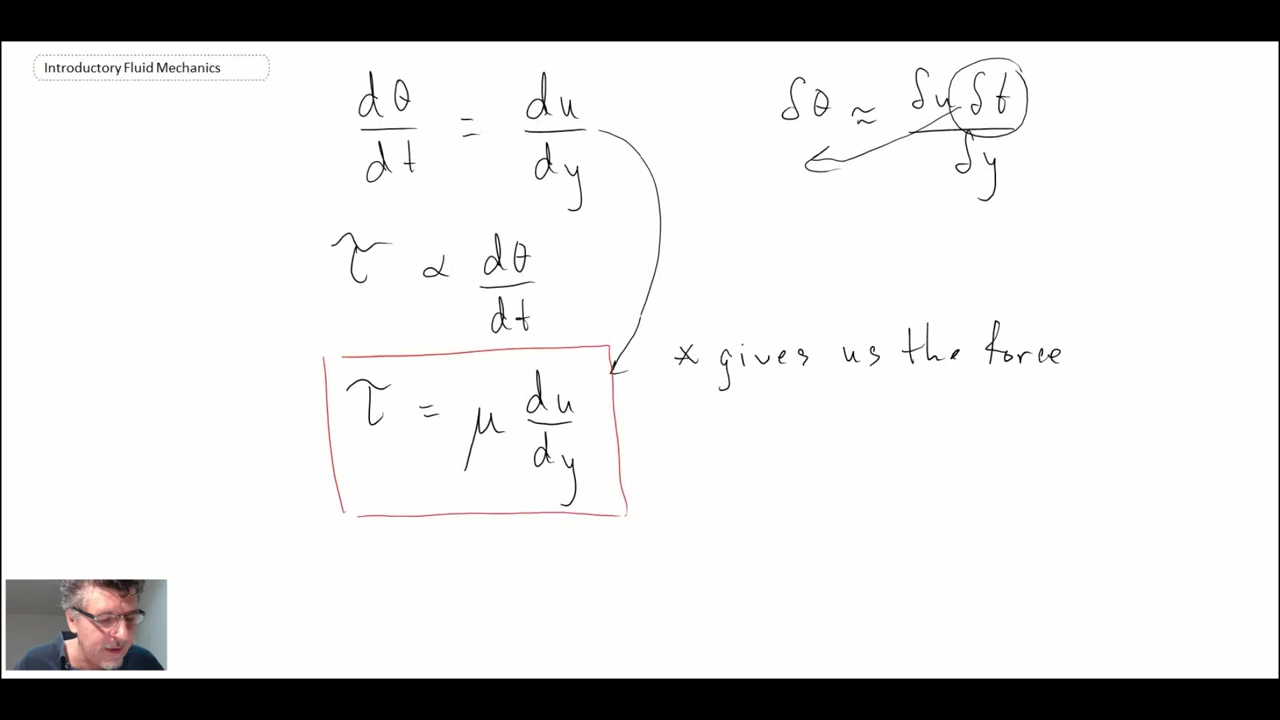 Introductory Fluid Mechanics
dθ/dt = du/dy
δθ ≈ δu δt/δy
τ ∝ dθ/dt
* gives us the force
τ = μ du/dy